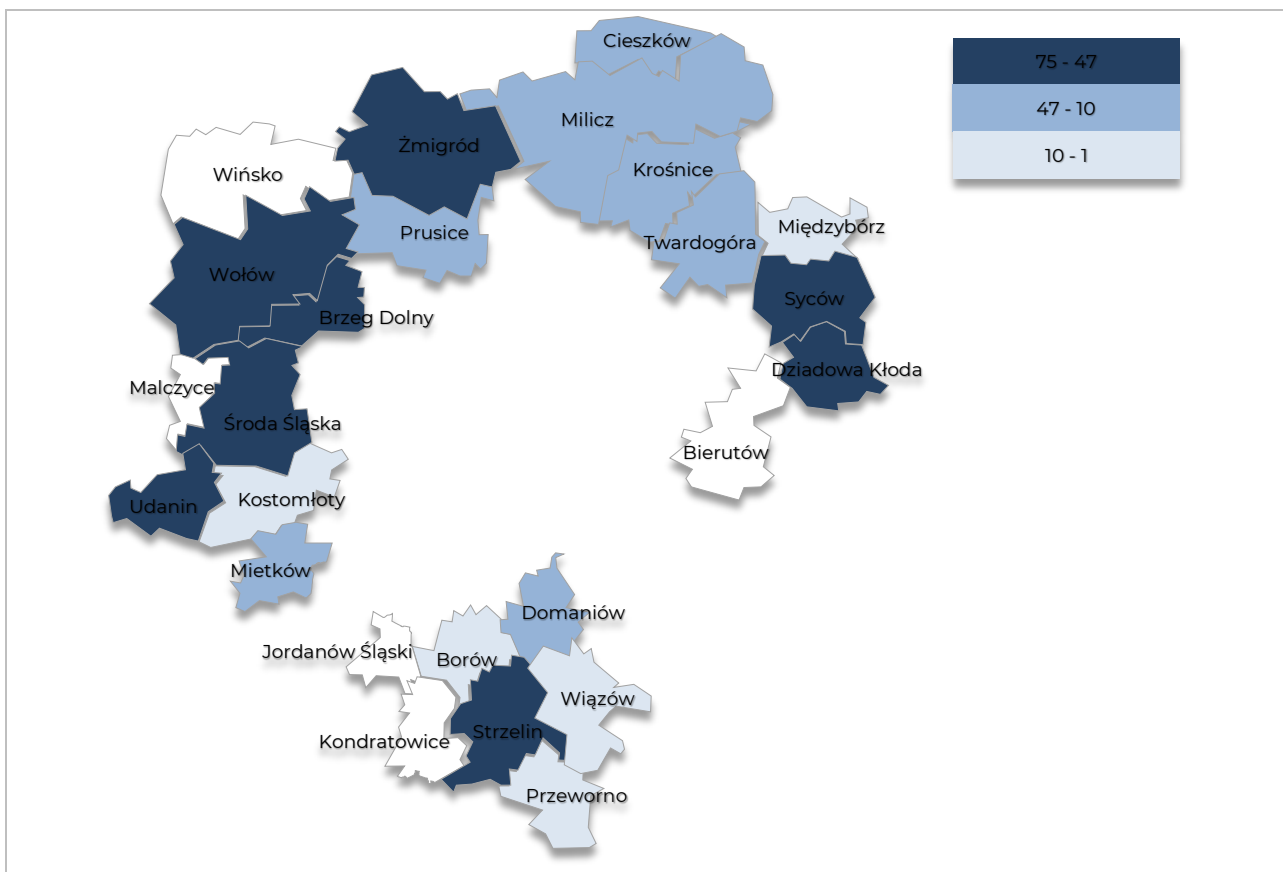 Cieszków
75 - 47
47 - 10
Milicz
Żmigród
10 - 1
Krośnice
Wińsko
Międzybórz
Prusice
Twardogóra
Wołów
Syców
Brzeg Dolny
Dziadowa Kłoda
Malczyce
Środa Śląska
Bierutów
Kostomłoty
Udanin
Mietków
Domaniów
Jordanów Śląski
Borów
Wiązów
Strzelin
Kondratowice
Przeworno